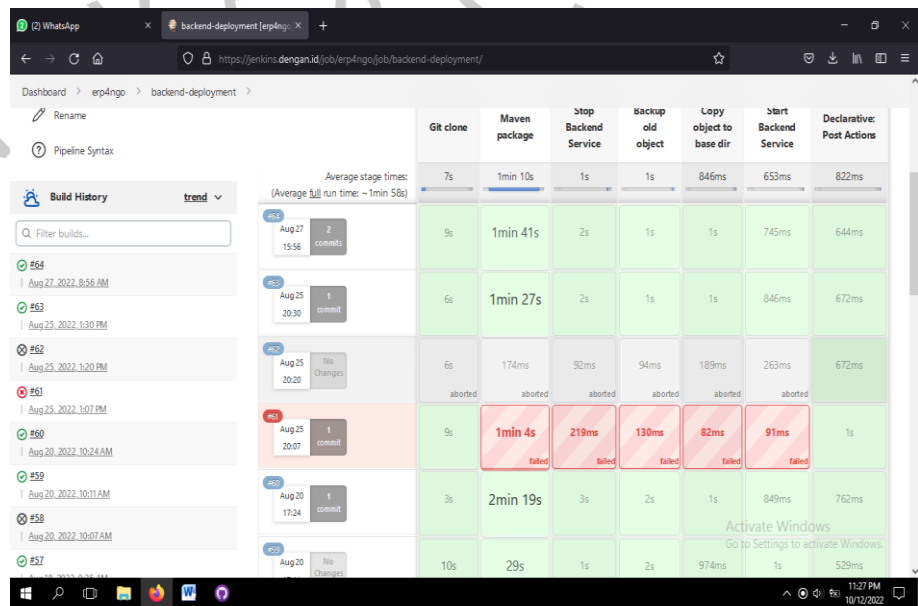 (2) WhatsApp
backend-deployment [erp4ngo
https://jenkins.dengan.id/job/erp4ngo/job/backend-deployment/
Dashboard > erp4ngo > backend-deployment >
Rename
Pipeline Syntax
Build History trend
Filter builds...
#64
Aug 27, 2022, 8:56 AM
#63
Aug 25, 2022, 1:30 PM
#62
Aug 25, 2022, 1:20 PM
#61
Aug 25, 2022, 1:07 PM
#60
Aug 20, 2022, 10:24 AM
#59
Aug 20, 2022, 10:11 AM
#58
Aug 20, 2022, 10:07 AM
#57
Git clone
Maven package
Stop Backend Service
Backup old object
Copy object to base dir
Start Backend Service
Declarative: Post Actions
Average stage times: 7s 1min 10s 1s 1s 846ms 653ms 822ms
(Average full run time: ~1min 58s)
#64
Aug 27 15:56 2 commits
9s 1min 41s 2s 1s 1s 745ms 644ms
#63
Aug 25 20:30 1 commit
6s 1min 27s 2s 1s 1s 846ms 672ms
#62
Aug 25 20:20 No Changes
6s 174ms 92ms 94ms 189ms 263ms 672ms
aborted aborted aborted aborted aborted aborted
#61
Aug 25 20:07 1 commit
9s 1min 4s 219ms 130ms 82ms 91ms 1s
failed failed failed failed failed
#60
Aug 20 17:24 1 commit
3s 2min 19s 3s 2s 1s 849ms 762ms
#59
Aug 20 No Changes
10s 29s 1s 2s 974ms 1s 529ms
Activate Windows
Go to Settings to activate Windows.
11:27 PM
10/12/2022